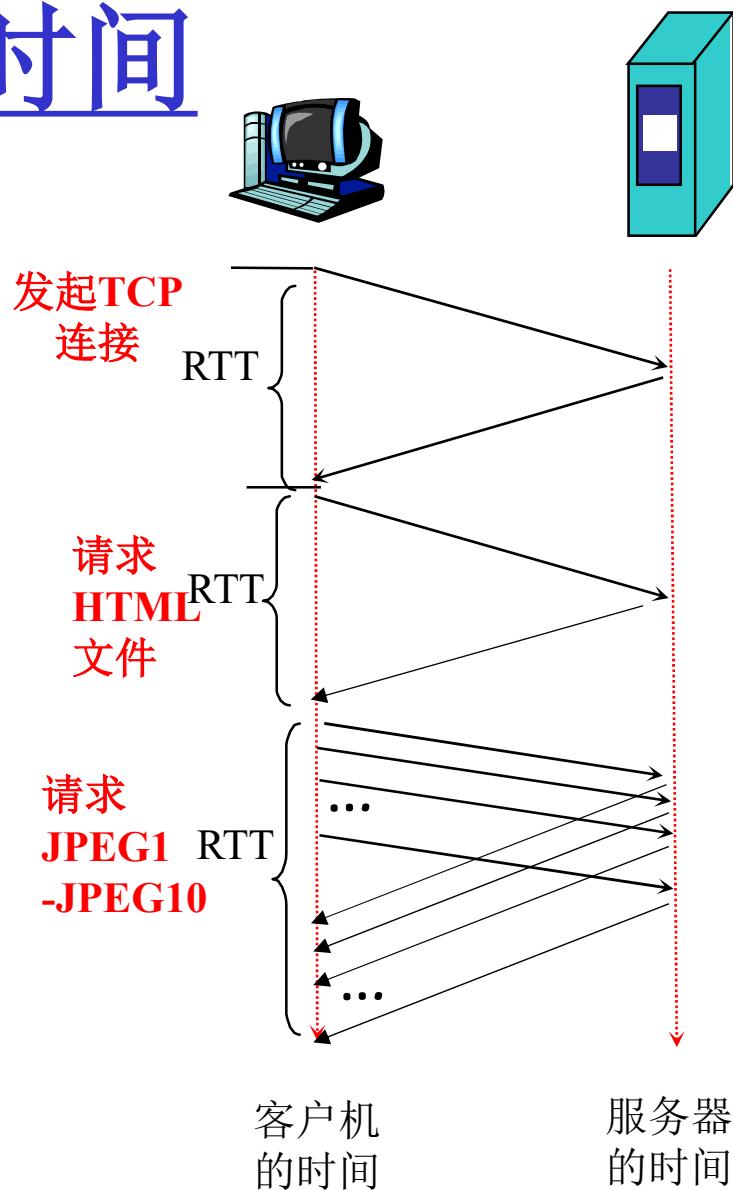 时间
发起TCP
连接
RTT
请求
HTML
文件
RTT
...
请求
JPEG1
-JPEG10
RTT
...
客户机
的时间
服务器
的时间